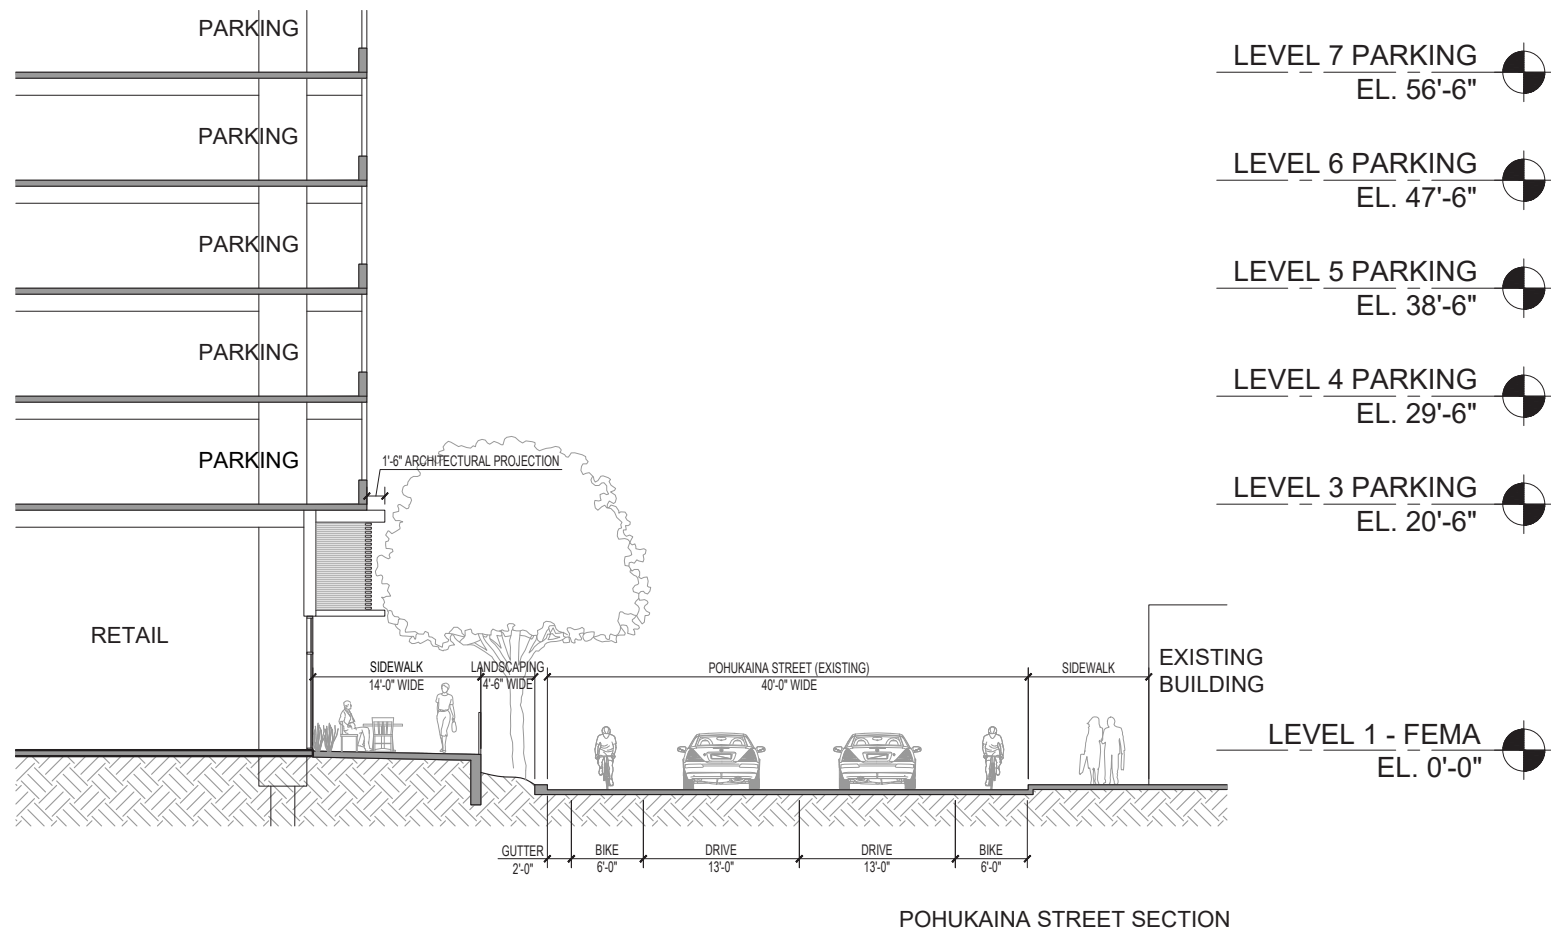 PARKING
LEVEL 7 PARKING
EL. 56'-6"
PARKING
LEVEL 6 PARKING
EL. 47'-6"
PARKING
LEVEL 5 PARKING
EL. 38'-6"
PARKING
LEVEL 4 PARKING
EL. 29'-6"
PARKING
1'-6" ARCHITECTURAL PROJECTION
LEVEL 3 PARKING
EL. 20'-6"
RETAIL
SIDEWALK
14'-0" WIDE
LANDSCAPING
4'-6" WIDE
POHUKAINA STREET (EXISTING)
40'-0" WIDE
SIDEWALK
EXISTING
BUILDING
LEVEL 1 - FEMA
EL. 0'-0"
GUTTER
2'-0"
BIKE
6'-0"
DRIVE
13'-0"
DRIVE
13'-0"
BIKE
6'-0"
POHUKAINA STREET SECTION